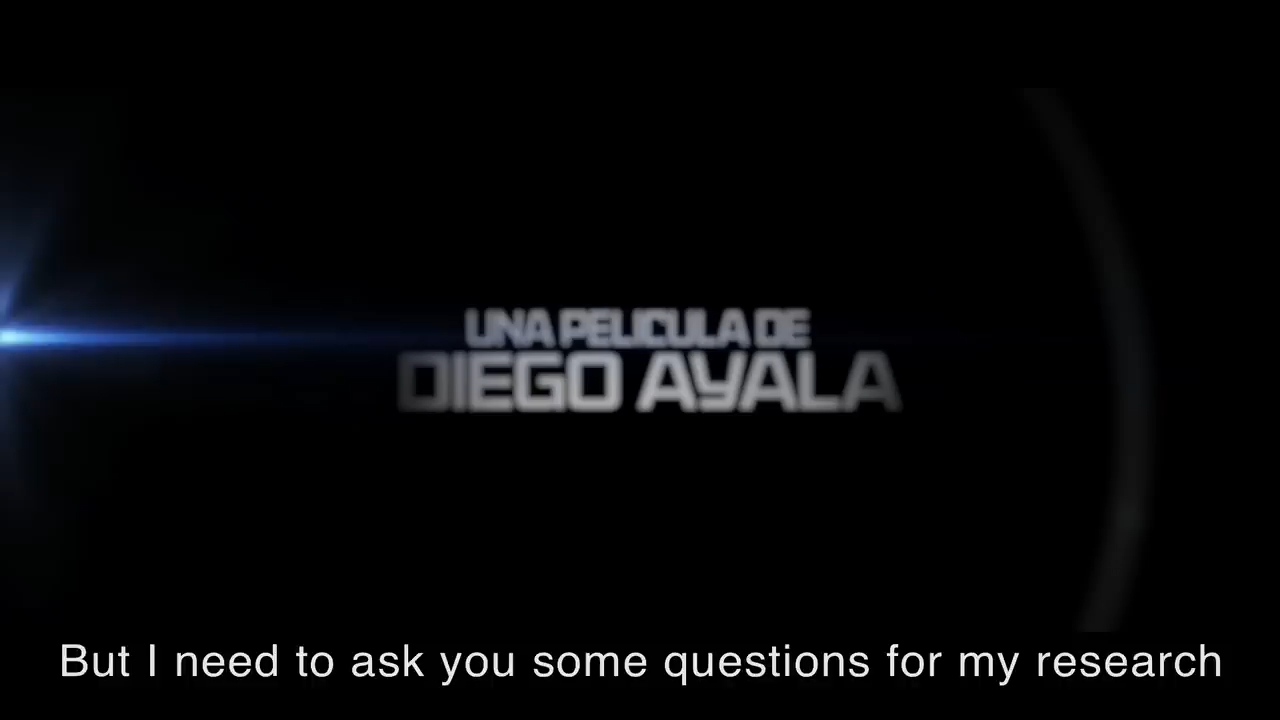 UNA PELICULA DE
DIEGO AYALA
But I need to ask you some questions for my research